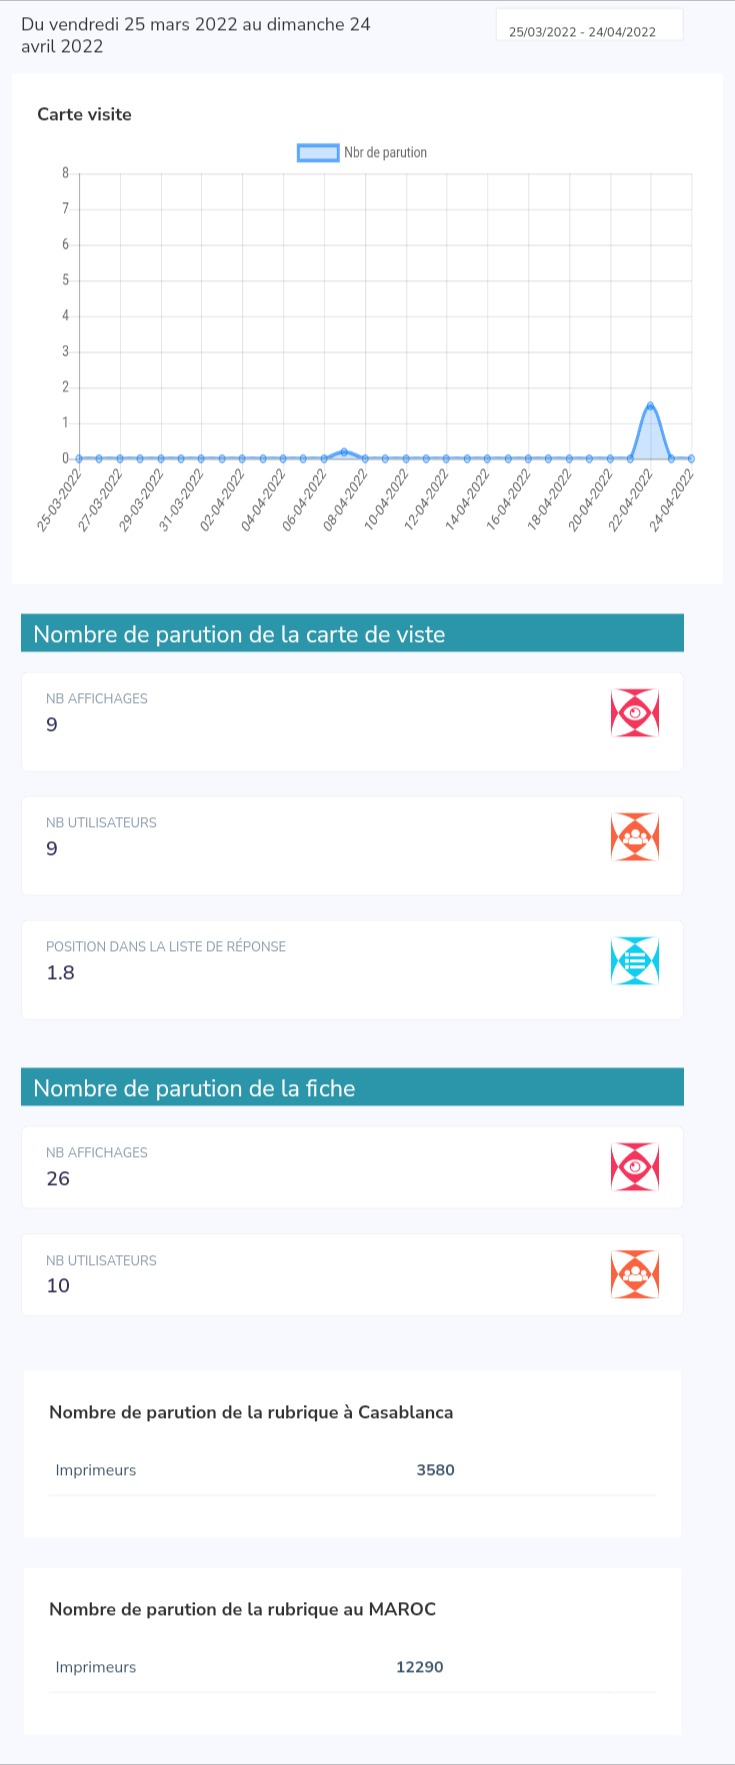 Du vendredi 25 mars 2022 au dimanche 24
avril 2022
25/03/2022 - 24/04/2022
Carte visite
Nbr de parution
8
7
6
5
4
3
2
1
0
25-03-2022
27-03-2022
29-03-2022
31-03-2022
02-04-2022
04-04-2022
06-04-2022
08-04-2022
10-04-2022
12-04-2022
14-04-2022
16-04-2022
18-04-2022
20-04-2022
22-04-2022
24-04-2022
Nombre de parution de la carte de viste
NB AFFICHAGES
9
NB UTILISATEURS
9
POSITION DANS LA LISTE DE RÉPONSE
1.8
Nombre de parution de la fiche
NB AFFICHAGES
26
NB UTILISATEURS
10
Nombre de parution de la rubrique à Casablanca
Imprimeurs 3580
Nombre de parution de la rubrique au MAROC
Imprimeurs 12290